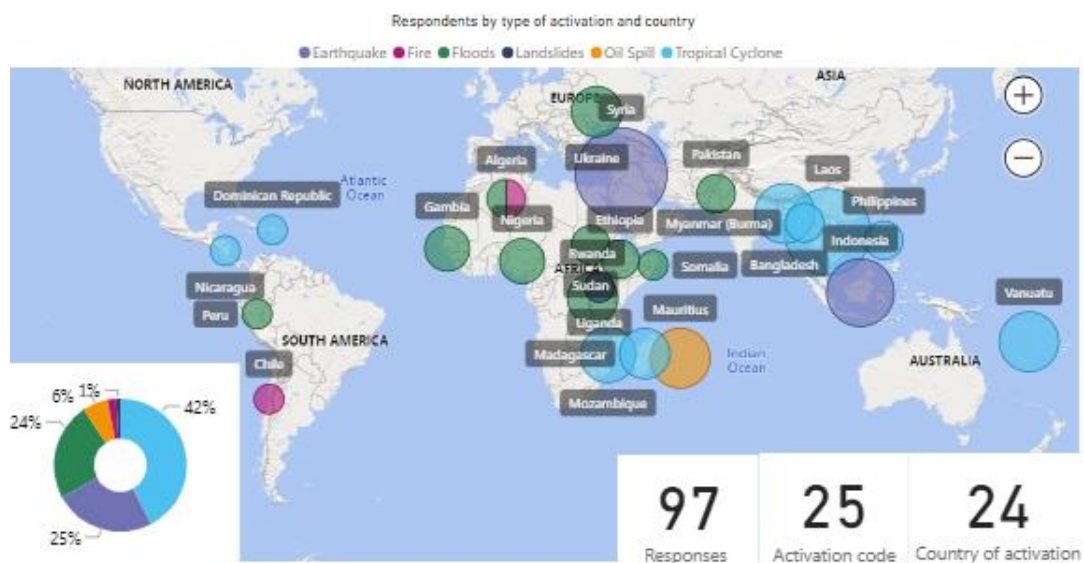 Respondents by type of activation and country
Earthquake Fire Floods Landslides Oil Spill Tropical Cyclone
NORTH AMERICA
ASIA
EUROPE
Syria
Algeria
Ukraine
Pakistan
Laos
Dominican Republic
Atlantic
Ocean
Gambia
Nigeria
Ethiopia
Myanmar (Burma)
Philippines
Indonesia
Rwanda
AFRICA
Somalia
Bangladesh
Sudan
Nicaragua
Peru
Uganda
Mauritius
Vanuatu
SOUTH AMERICA
Chile
Madagascar
Indian
Ocean
AUSTRALIA
Mozambique
6% 1%
42%
24%
25%
97
Responses
25
Activation code
24
Country of activation